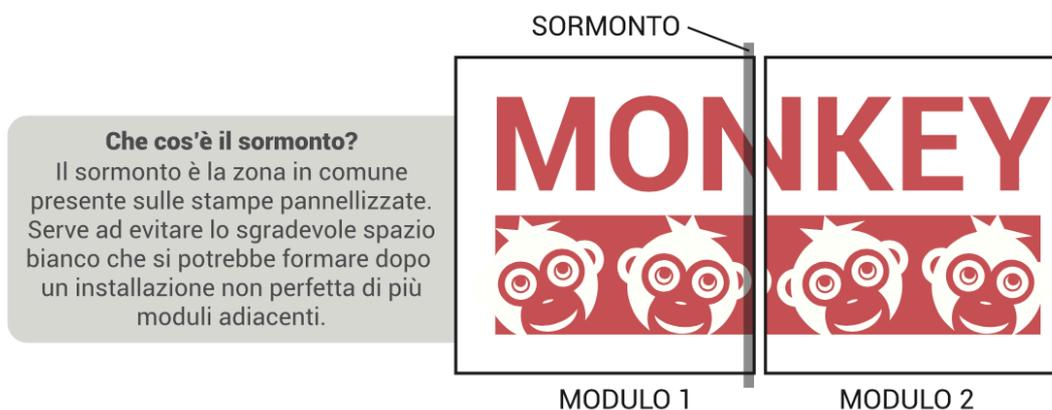 SORMONTO
MONKEY
Che cos'è il sormonto?
Il sormonto è la zona in comune
presente sulle stampe pannellizzate.
Serve ad evitare lo sgradevole spazio
bianco che si potrebbe formare dopo
un installazione non perfetta di più
moduli adiacenti.
MODULO 1
MODULO 2